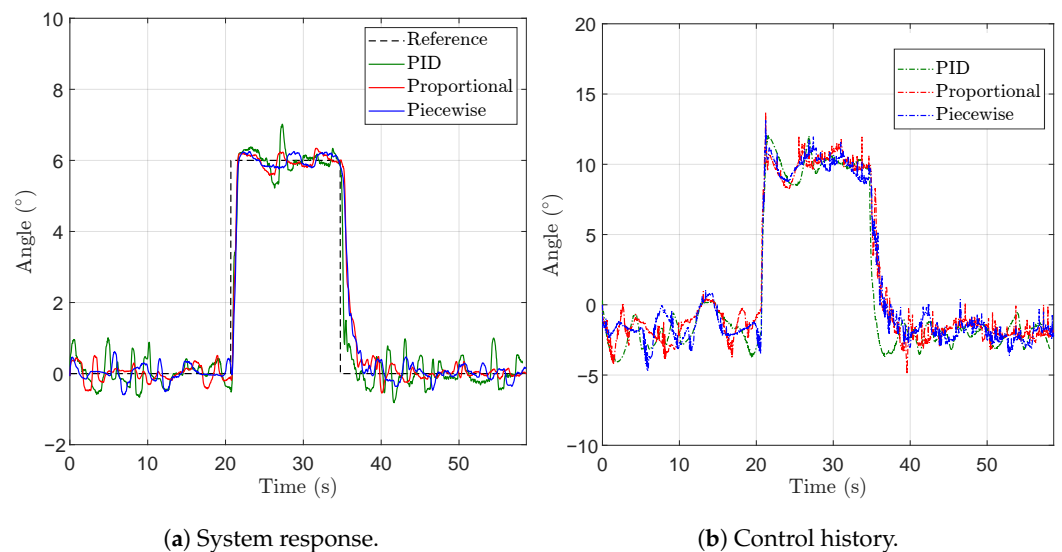 10
8
6
4
2
0
−2
Angle (°)
0
10
20
30
40
50
Time (s)
Reference
PID
Proportional
Piecewise
(a) System response.
20
15
10
5
0
−5
−10
Angle (°)
0
10
20
30
40
50
Time (s)
PID
Proportional
Piecewise
(b) Control history.